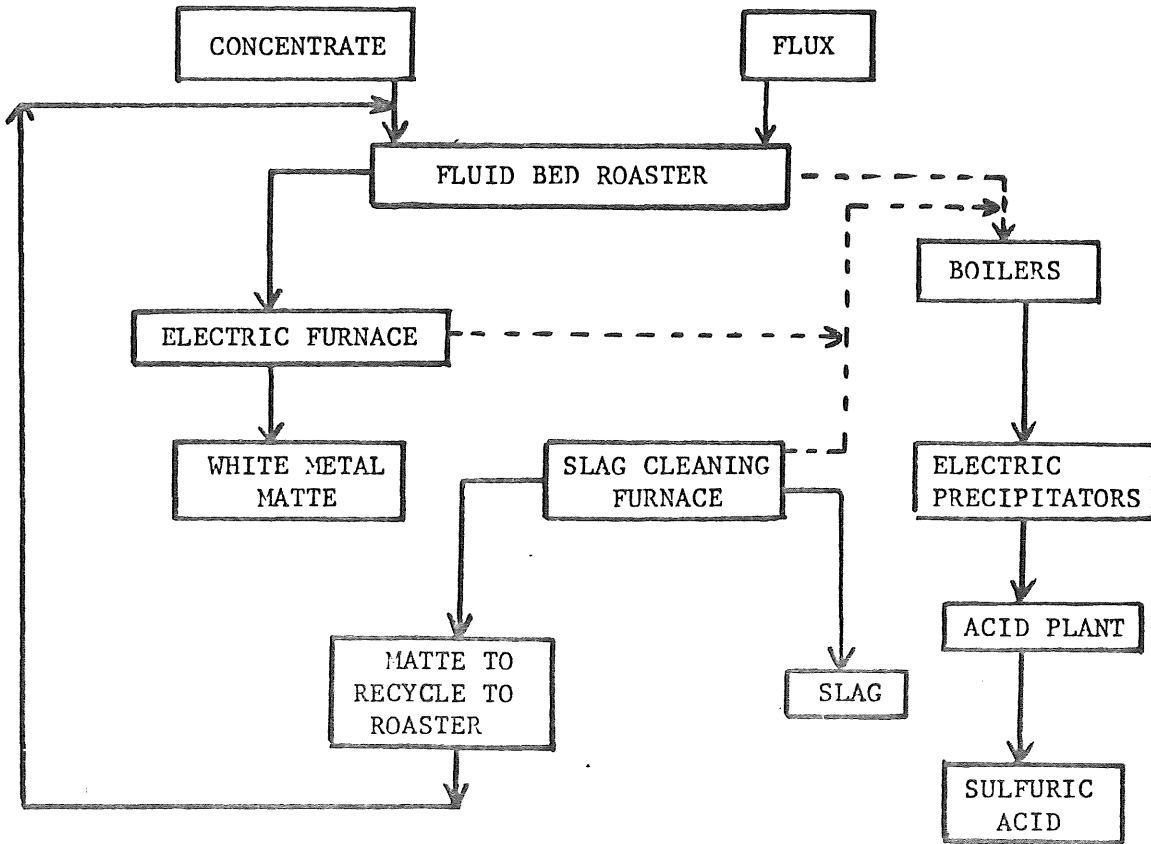 CONCENTRATE
FLUX
FLUID BED ROASTER
BOILERS
ELECTRIC FURNACE
WHITE METAL
MATTE
SLAG CLEANING
FURNACE
ELECTRIC
PRECIPITATORS
ACID PLANT
MATTE TO
RECYCLE TO
ROASTER
SLAG
SULFURIC
ACID